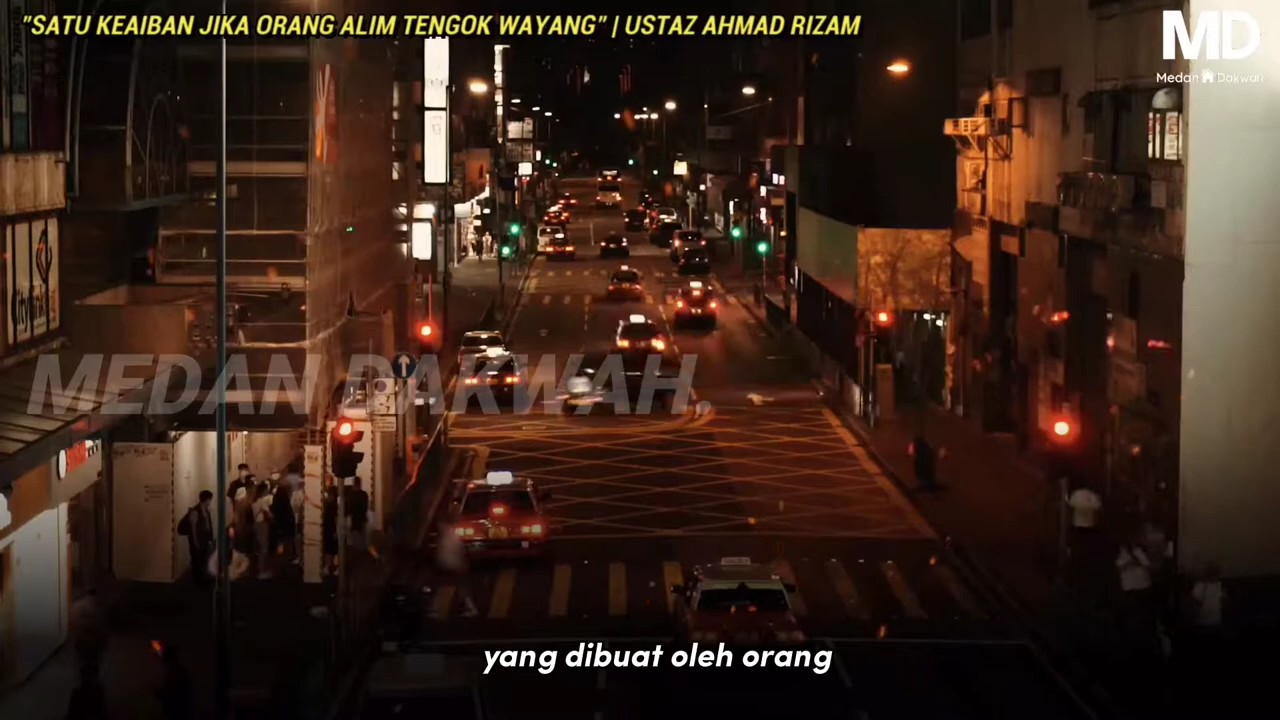 "SATU KEAIBAN JIKA ORANG ALIM TENGOK WAYANG" | USTAZ AHMAD RIZAM
MD
Medan Dakwah
MEDAN DAKWAH.
yang dibuat oleh orang